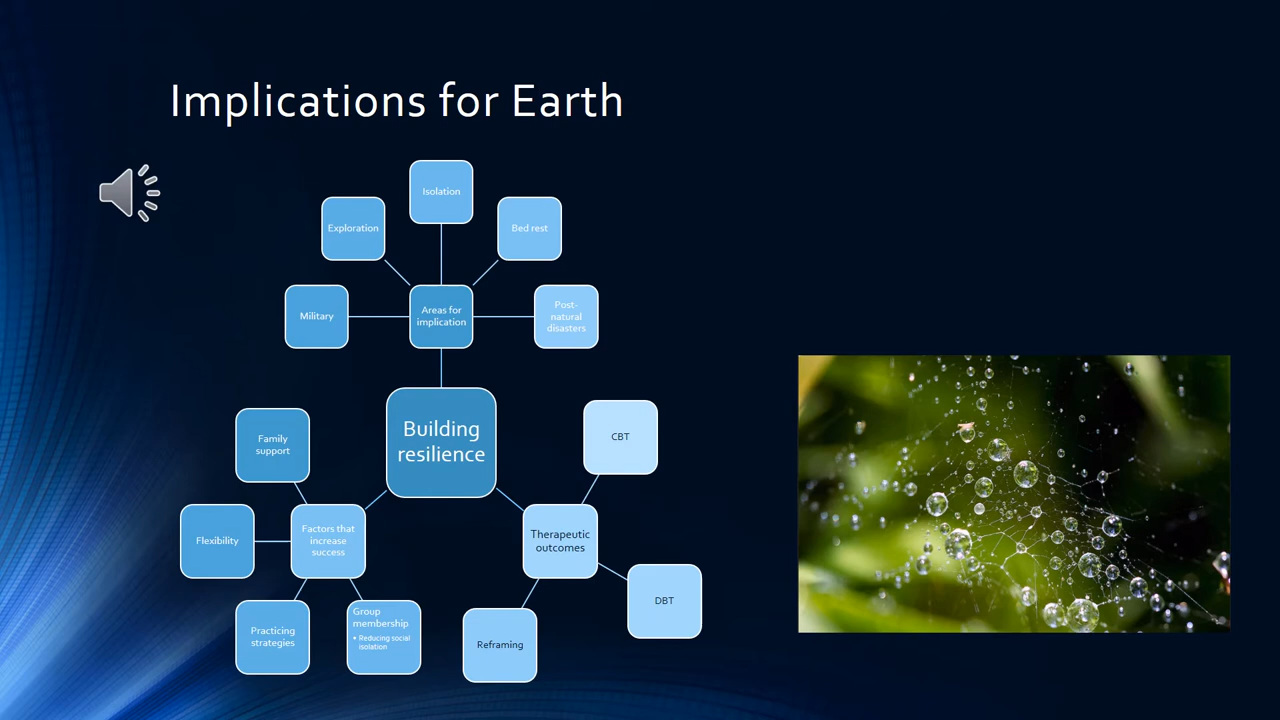 Implications for Earth
Isolation
Exploration
Bed rest
Military
Areas for
implication
Post-
natural
disasters
Building
resilience
Family
support
CBT
Flexibility
Factors that
increase
success
Therapeutic
outcomes
DBT
Practicing
strategies
Group
membership
• Reducing social
isolation
Reframing